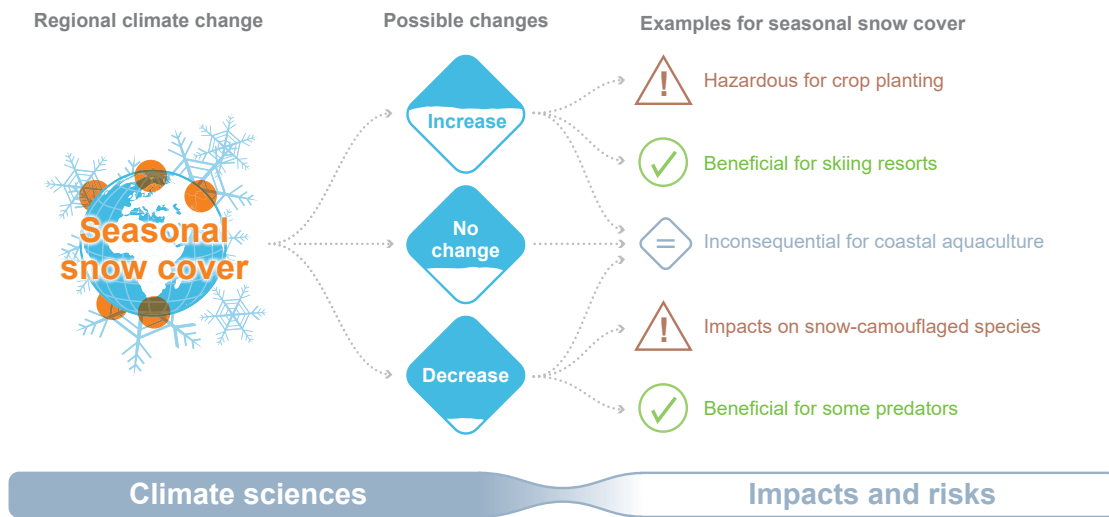 Regional climate change
Possible changes
Examples for seasonal snow cover
Seasonal
snow cover
Increase
No
change
Decrease
!
Hazardous for crop planting
Beneficial for skiing resorts
=
Inconsequential for coastal aquaculture
!
Impacts on snow-camouflaged species
Beneficial for some predators
Climate sciences
Impacts and risks